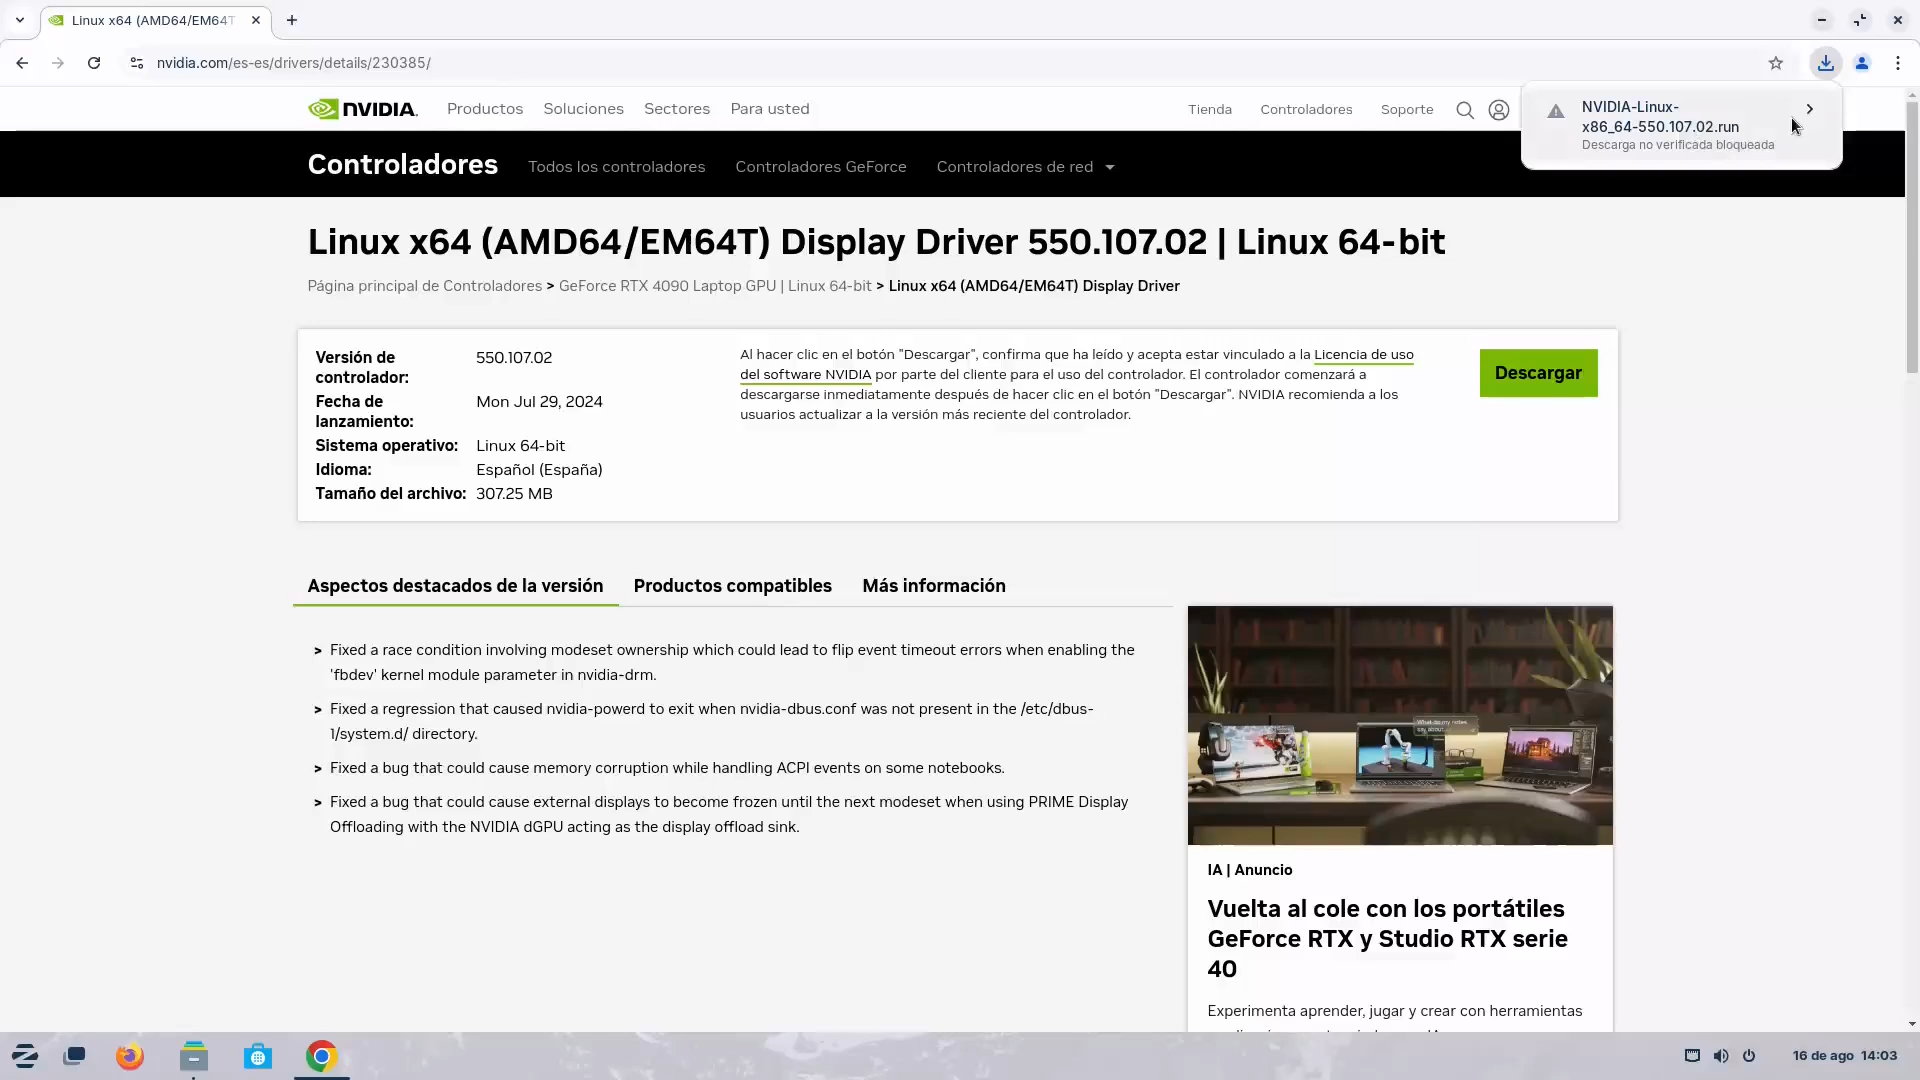 Linux x64 (AMD64/EM64T
nvidia.com/es-es/drivers/details/230385/
NVIDIA.
Productos
Soluciones
Sectores
Para usted
Tienda
Controladores
Soporte
NVIDIA-Linux-
x86_64-550.107.02.run
Descarga no verificada bloqueada
Controladores
Todos los controladores
Controladores GeForce
Controladores de red
Linux x64 (AMD64/EM64T) Display Driver 550.107.02 | Linux 64-bit
Página principal de Controladores > GeForce RTX 4090 Laptop GPU | Linux 64-bit > Linux x64 (AMD64/EM64T) Display Driver
Versión de
controlador:
550.107.02
Fecha de
lanzamiento:
Mon Jul 29, 2024
Sistema operativo: Linux 64-bit
Idioma: Español (España)
Tamaño del archivo: 307.25 MB
Al hacer clic en el botón "Descargar", confirma que ha leído y acepta estar vinculado a la Licencia de uso
del software NVIDIA por parte del cliente para el uso del controlador. El controlador comenzará a
descargarse inmediatamente después de hacer clic en el botón "Descargar". NVIDIA recomienda a los
usuarios actualizar a la versión más reciente del controlador.
Descargar
Aspectos destacados de la versión
Productos compatibles
Más información
> Fixed a race condition involving modeset ownership which could lead to flip event timeout errors when enabling the
'fbdev' kernel module parameter in nvidia-drm.
> Fixed a regression that caused nvidia-powerd to exit when nvidia-dbus.conf was not present in the /etc/dbus-
1/system.d/ directory.
> Fixed a bug that could cause memory corruption while handling ACPI events on some notebooks.
> Fixed a bug that could cause external displays to become frozen until the next modeset when using PRIME Display
Offloading with the NVIDIA dGPU acting as the display offload sink.
What do my notes
say about
IA | Anuncio
Vuelta al cole con los portátiles
GeForce RTX y Studio RTX serie
40
Experimenta aprender, jugar y crear con herramientas
16 de ago 14:03